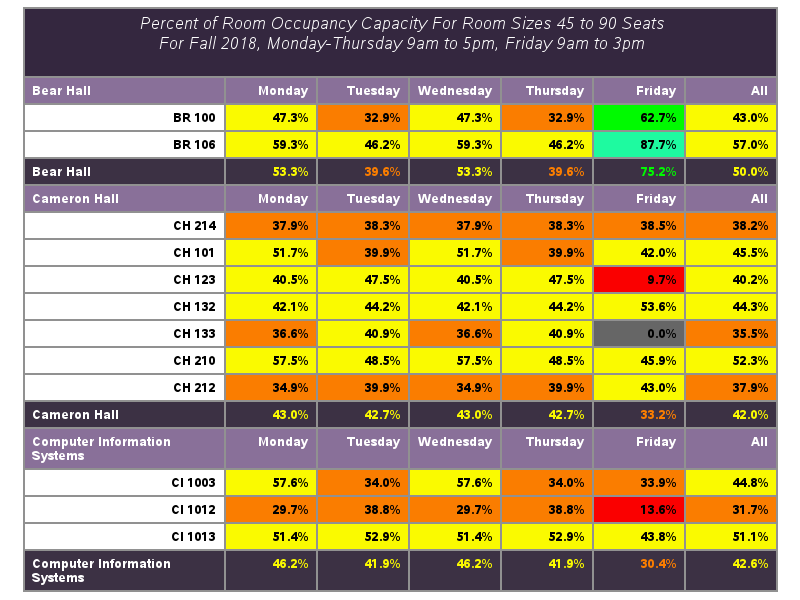 Percent of Room Occupancy Capacity For Room Sizes 45 to 90 Seats
For Fall 2018, Monday-Thursday 9am to 5pm, Friday 9am to 3pm
Bear Hall Monday Tuesday Wednesday Thursday Friday All
BR 100 47.3% 32.9% 47.3% 32.9% 62.7% 43.0%
BR 106 59.3% 46.2% 59.3% 46.2% 87.7% 57.0%
Bear Hall 53.3% 39.6% 53.3% 39.6% 75.2% 50.0%
Cameron Hall Monday Tuesday Wednesday Thursday Friday All
CH 214 37.9% 38.3% 37.9% 38.3% 38.5% 38.2%
CH 101 51.7% 39.9% 51.7% 39.9% 42.0% 45.5%
CH 123 40.5% 47.5% 40.5% 47.5% 9.7% 40.2%
CH 132 42.1% 44.2% 42.1% 44.2% 53.6% 44.3%
CH 133 36.6% 40.9% 36.6% 40.9% 0.0% 35.5%
CH 210 57.5% 48.5% 57.5% 48.5% 45.9% 52.3%
CH 212 34.9% 39.9% 34.9% 39.9% 43.0% 37.9%
Cameron Hall 43.0% 42.7% 43.0% 42.7% 33.2% 42.0%
Computer Information Monday Tuesday Wednesday Thursday Friday All
Systems
CI 1003 57.6% 34.0% 57.6% 34.0% 33.9% 44.8%
CI 1012 29.7% 38.8% 29.7% 38.8% 13.6% 31.7%
CI 1013 51.4% 52.9% 51.4% 52.9% 43.8% 51.1%
Computer Information 46.2% 41.9% 46.2% 41.9% 30.4% 42.6%
Systems